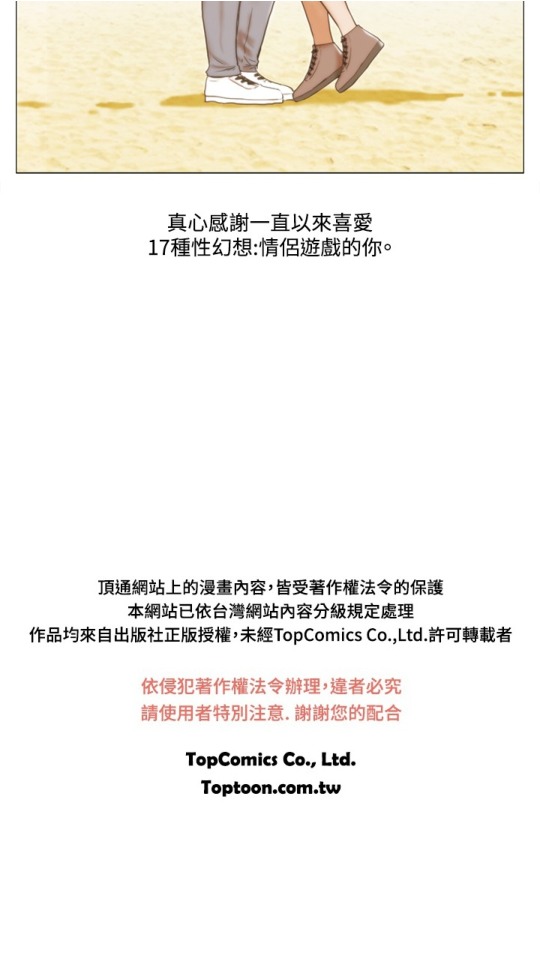 真心感謝一直以來喜愛
17種性幻想:情侶遊戲的你。
頂通網站上的漫畫內容，皆受著作權法令的保護
本網站已依台灣網站內容分級規定處理
作品均來自出版社正版授權，未經TopComics Co.,Ltd.許可轉載者
依侵犯著作權法令辦理，違者必究
請使用者特別注意. 謝謝您的配合
TopComics Co., Ltd.
Toptoon.com.tw